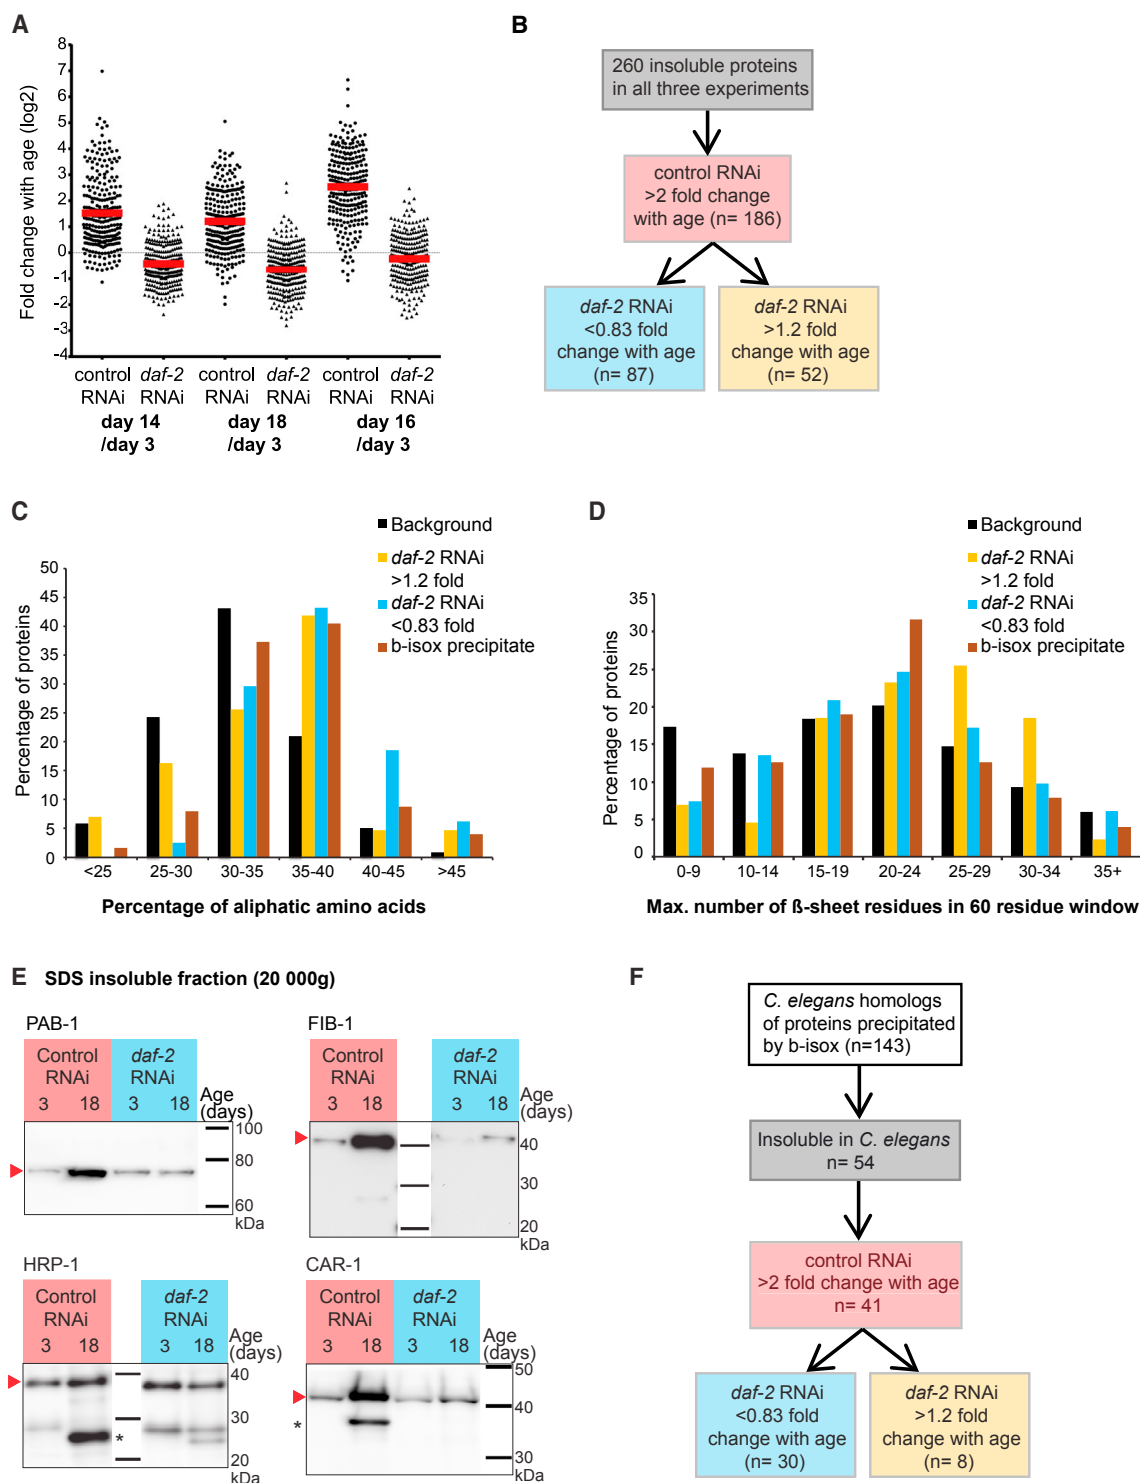 A
Fold change with age (log2)
8
7
6
5
4
3
2
1
0
-1
-2
-3
-4
control RNAi
daf-2 RNAi
control RNAi
daf-2 RNAi
control RNAi
daf-2 RNAi
day 14 /day 3
day 18 /day 3
day 16 /day 3
B
260 insoluble proteins
in all three experiments
control RNAi
>2 fold change
with age (n= 186)
daf-2 RNAi
<0.83 fold
change with age
(n= 87)
daf-2 RNAi
>1.2 fold
change with age
(n= 52)
C
Background
daf-2 RNAi
>1.2 fold
daf-2 RNAi
<0.83 fold
b-isox precipitate
Percentage of proteins
50
45
40
35
30
25
20
15
10
5
0
<25 25-30 30-35 35-40 40-45 >45
Percentage of aliphatic amino acids
D
Background
daf-2 RNAi
>1.2 fold
daf-2 RNAi
<0.83 fold
b-isox precipitate
Percentage of proteins
35
30
25
20
15
10
5
0
0-9 10-14 15-19 20-24 25-29 30-34 35+
Max. number of ß-sheet residues in 60 residue window
E SDS insoluble fraction (20 000g)
PAB-1
Control RNAi
daf-2 RNAi
3 18 3 18
Age (days)
100
80
60
kDa
FIB-1
Control RNAi
daf-2 RNAi
3 18 3 18
40
30
20
kDa
HRP-1
Control RNAi
daf-2 RNAi
3 18 3 18
Age (days)
40
30
*
20
kDa
CAR-1
Control RNAi
daf-2 RNAi
3 18 3 18
Age (days)
50
40
*
30
kDa
F
C. elegans homologs
of proteins precipitated
by b-isox (n=143)
Insoluble in C. elegans
n= 54
control RNAi
>2 fold change with age
n= 41
daf-2 RNAi
<0.83 fold
change with age
(n= 30)
daf-2 RNAi
>1.2 fold
change with age
(n= 8)